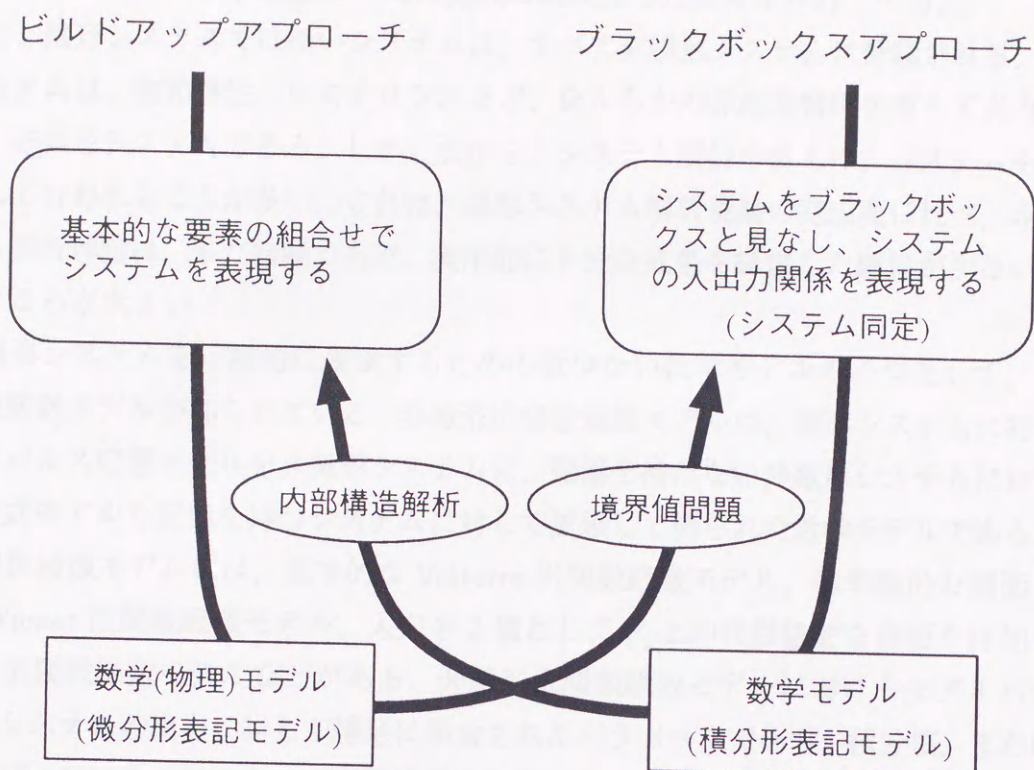 ビルドアップアプローチ
ブラックボックスアプローチ
基本的な要素の組合せで
システムを表現する
システムをブラックボッ
クスと見なし，システム
の入出力関係を表現する
(システム同定)
内部構造解析
境界値問題
数学(物理)モデル
(微分形表記モデル)
数学モデル
(積分形表記モデル)